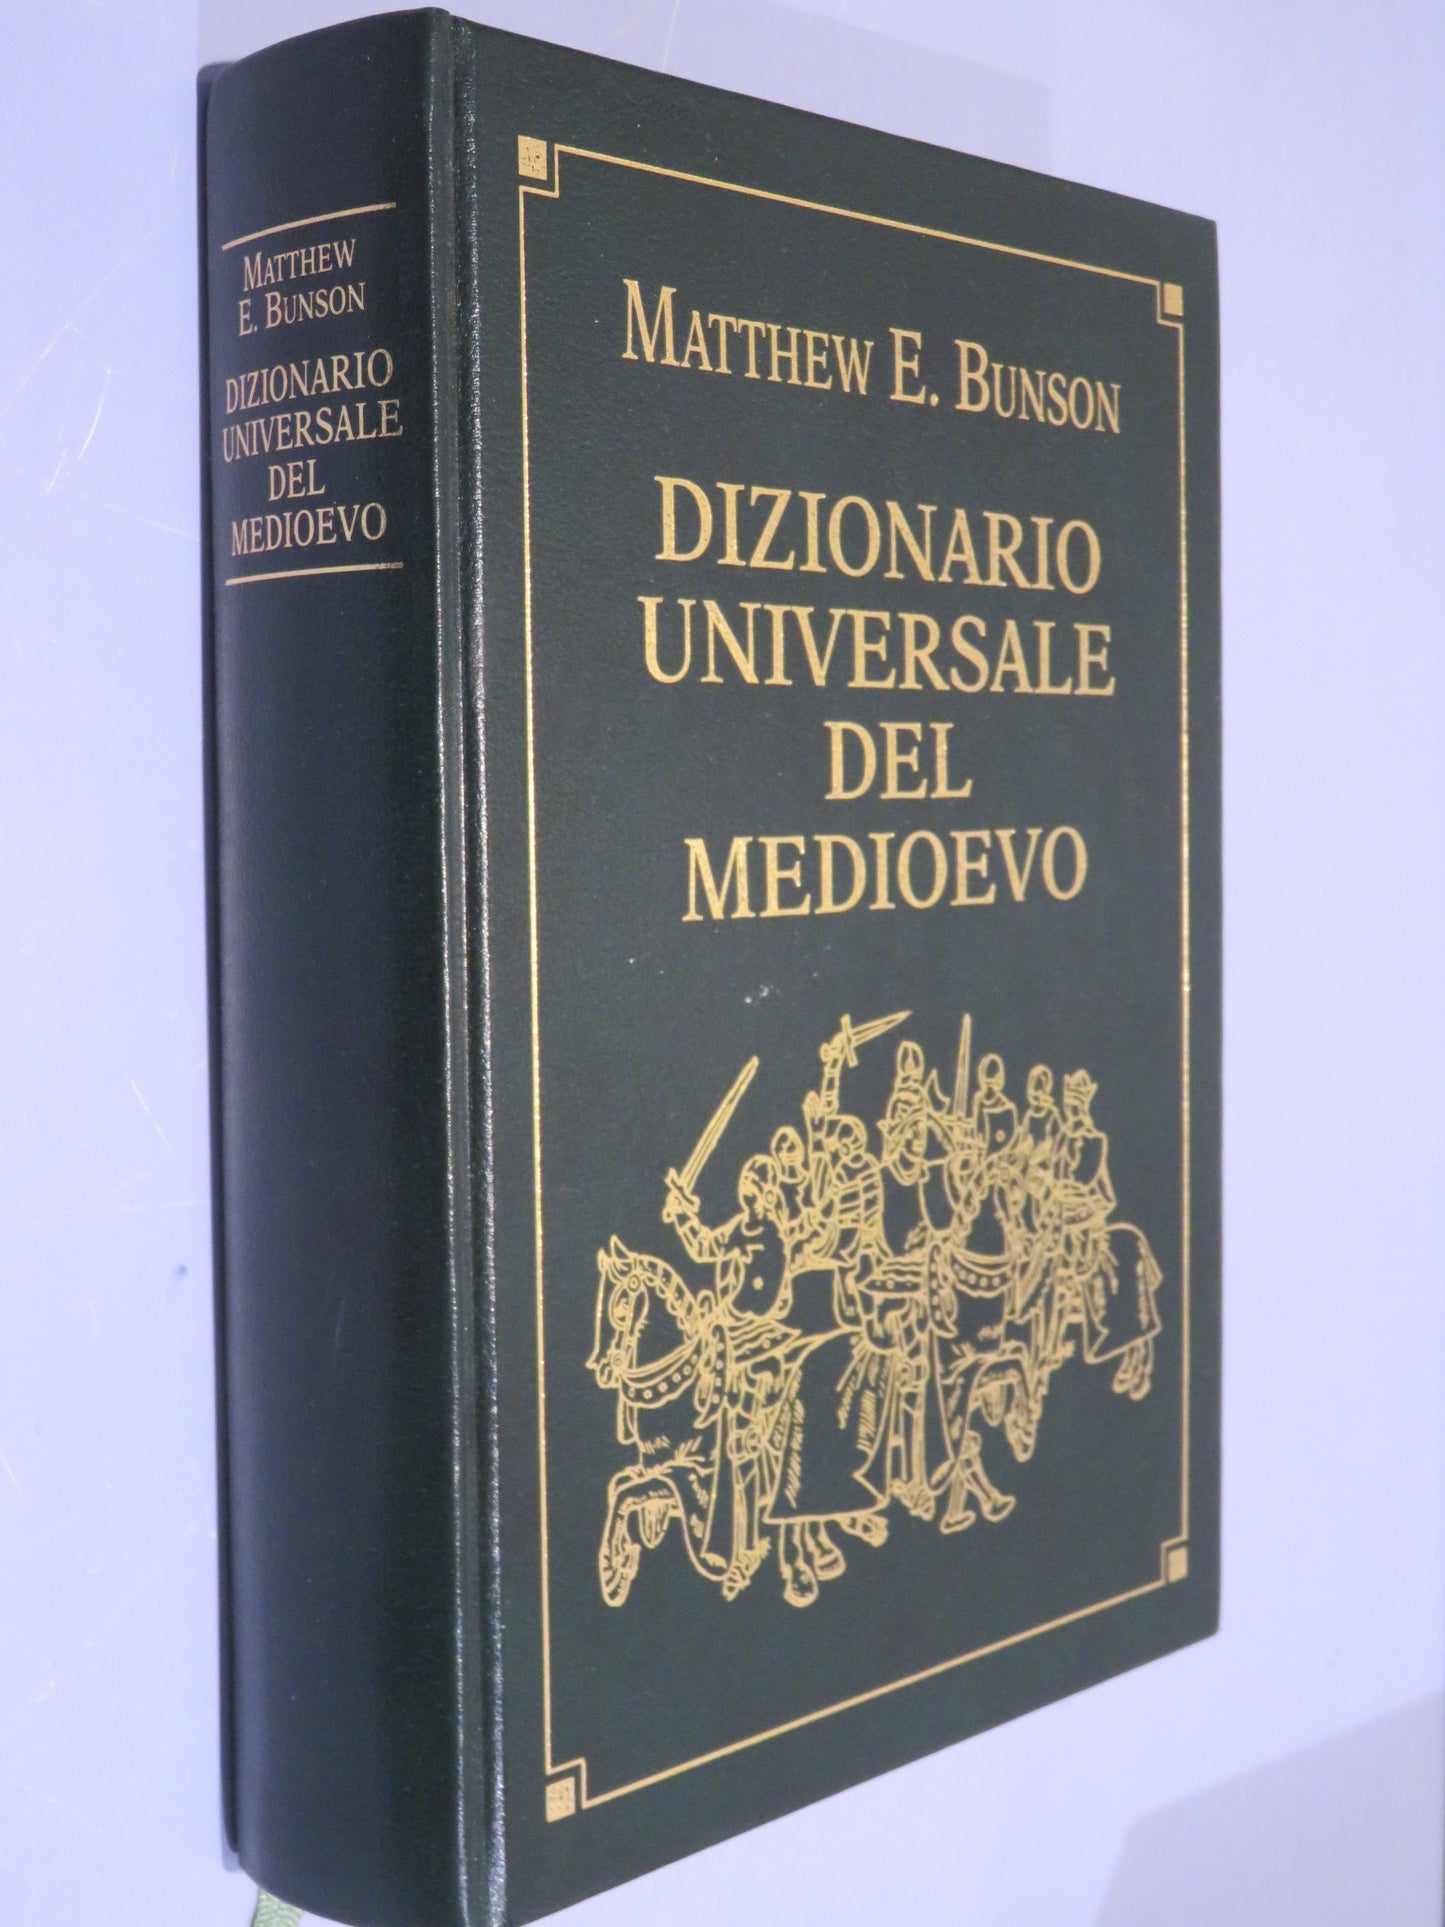 MATTHEW
E. BUNSON
DIZIONARIO
UNIVERSALE
DEL
MEDIOEVO
MATTHEW E. BUNSON
DIZIONARIO
UNIVERSALE
DEL
MEDIOEVO